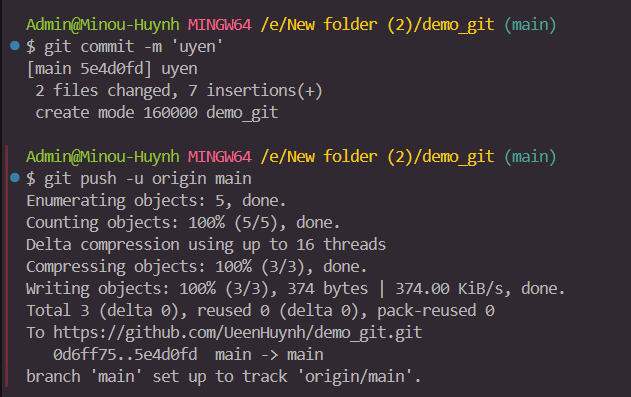 Admin@Minou-Huynh MINGW64 /e/New folder (2)/demo_git (main)
$ git commit -m 'uyen'
[main 5e4d0fd] uyen
 2 files changed, 7 insertions(+)
 create mode 160000 demo_git
Admin@Minou-Huynh MINGW64 /e/New folder (2)/demo_git (main)
$ git push -u origin main
Enumerating objects: 5, done.
Counting objects: 100% (5/5), done.
Delta compression using up to 16 threads
Compressing objects: 100% (3/3), done.
Writing objects: 100% (3/3), 374 bytes | 374.00 KiB/s, done.
Total 3 (delta 0), reused 0 (delta 0), pack-reused 0
To https://github.com/UeenHuynh/demo_git.git
   0d6ff75..5e4d0fd  main -> main
branch 'main' set up to track 'origin/main'.